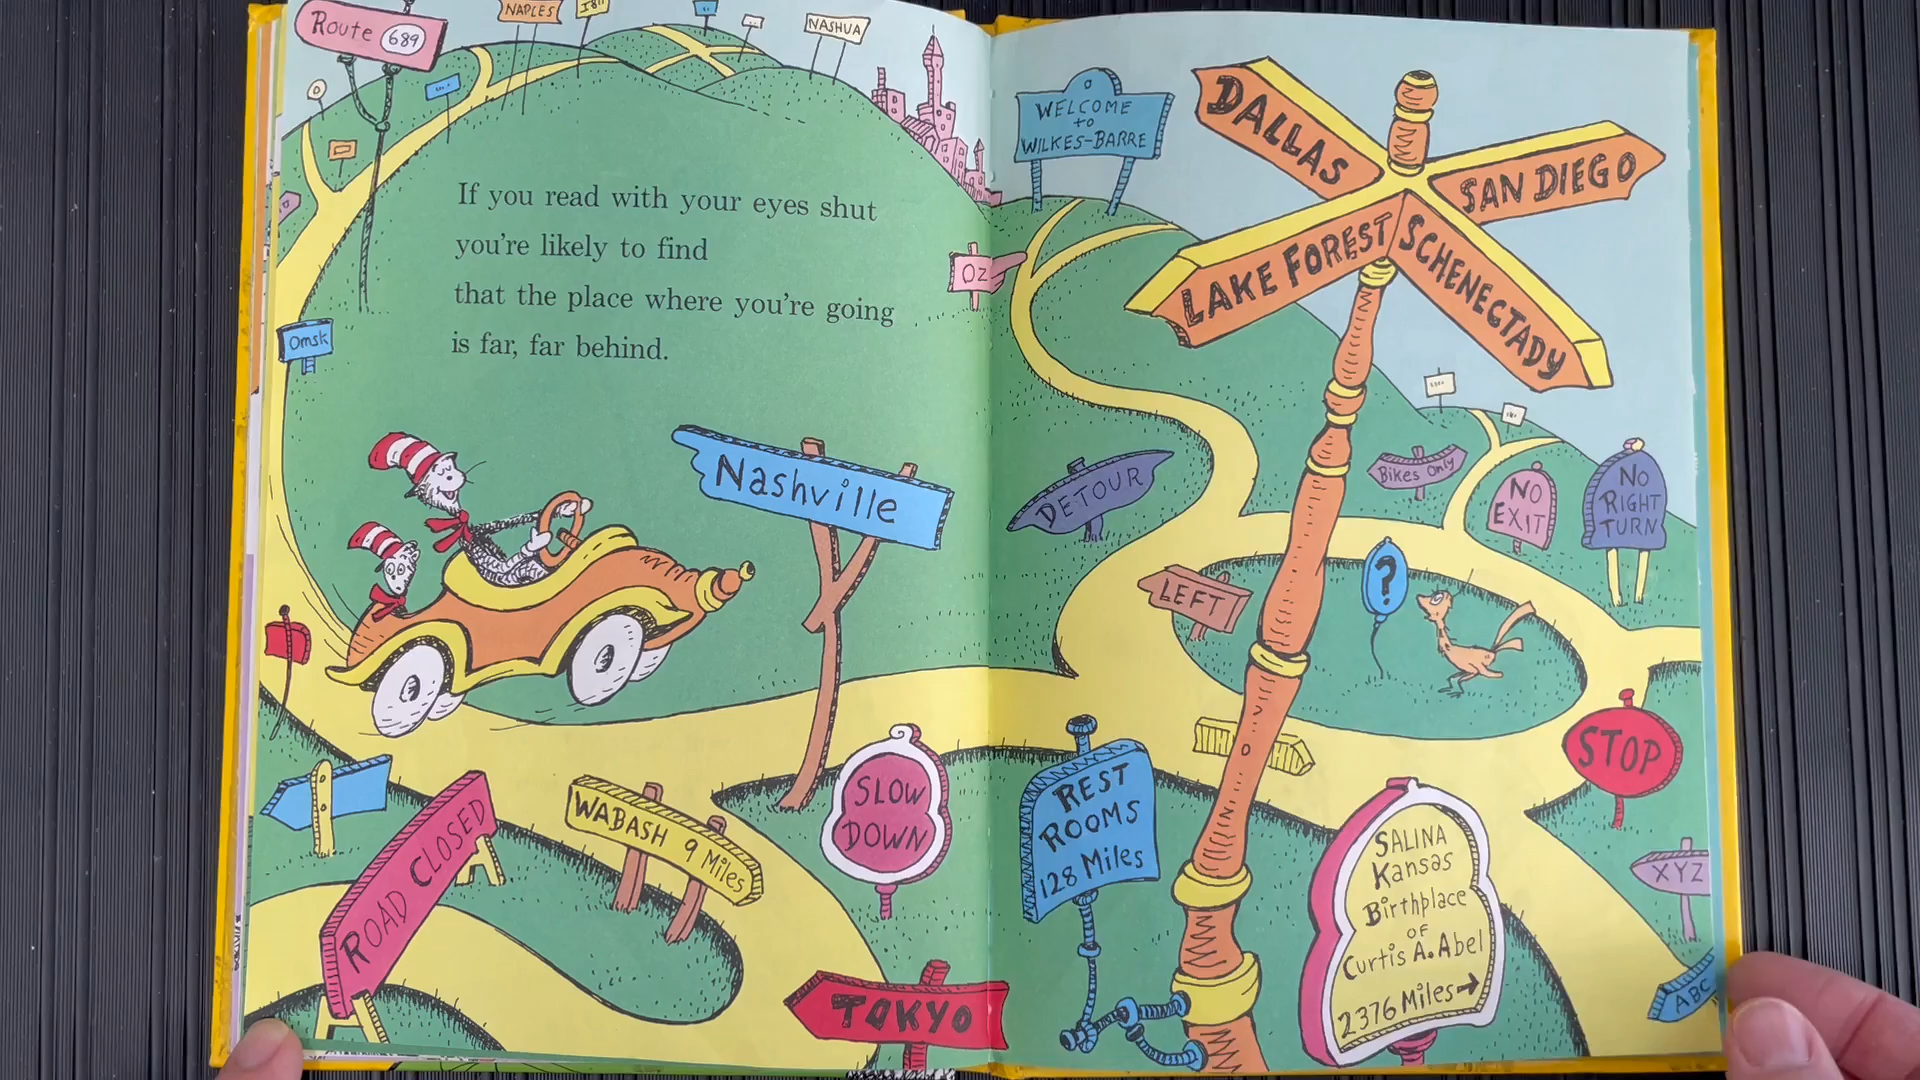 Route 689
NAPLES
NASHUA
If you read with your eyes shut
you're likely to find
that the place where you're going
is far, far behind.
Omsk
Nashville
ROAD CLOSED
WABASH 9 Miles
SLOW
DOWN
TOKYO
WELCOME
to
WILKES-BARRE
OZ
DALLAS
SAN DIEGO
LAKE FOREST
SCHENECTADY
DETOUR
Bikes Only
NO
EXIT
NO
RIGHT
TURN
LEFT
?
STOP
REST
ROOMS
128 Miles
SALINA
Kansas
Birthplace
OF
Curtis A. Abel
2376 Miles→
XYZ
ABC